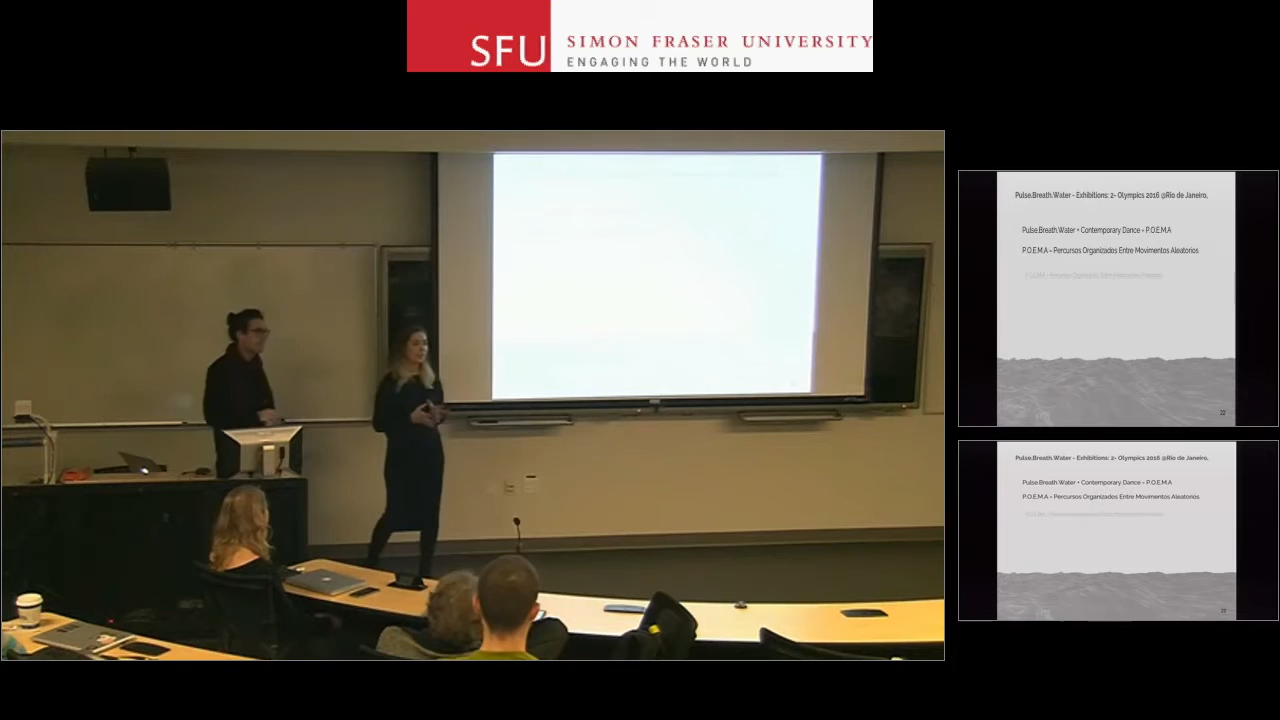 SFU
SIMON FRASER UNIVERSITY
ENGAGING THE WORLD
Pulse.Breath.Water - Exhibitions: 2- Olympics 2016 @Rio de Janeiro,
Pulse.Breath.Water + Contemporary Dance = P.O.E.M.A
P.O.E.M.A = Percursos Organizados Entre Movimentos Aleatorios
22
Pulse.Breath.Water - Exhibitions: 2- Olympics 2016 @Rio de Janeiro,
Pulse.Breath.Water + Contemporary Dance = P.O.E.M.A
P.O.E.M.A = Percursos Organizados Entre Movimentos Aleatorios
22